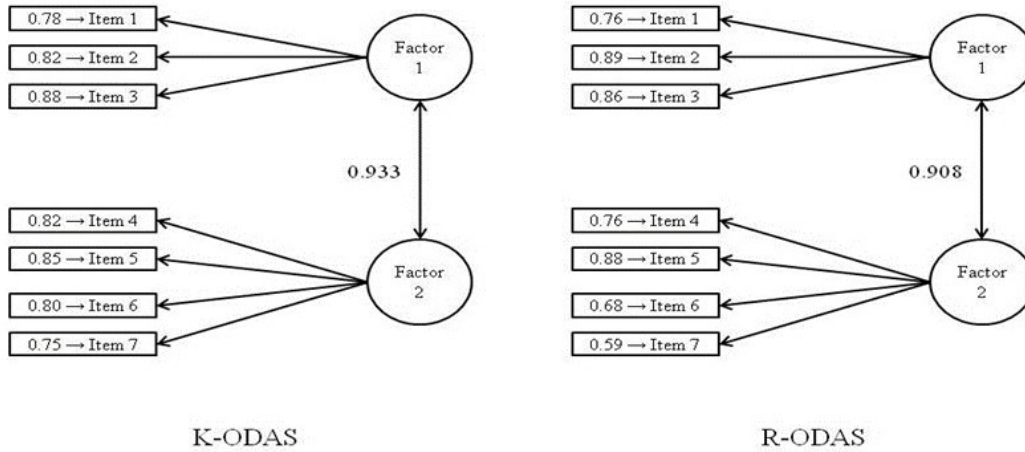 0.78 → Item 1
0.82 → Item 2
0.88 → Item 3
Factor
1
0.933
0.82 → Item 4
0.85 → Item 5
0.80 → Item 6
0.75 → Item 7
Factor
2
K-ODAS
0.76 → Item 1
0.89 → Item 2
0.86 → Item 3
Factor
1
0.908
0.76 → Item 4
0.88 → Item 5
0.68 → Item 6
0.59 → Item 7
Factor
2
R-ODAS